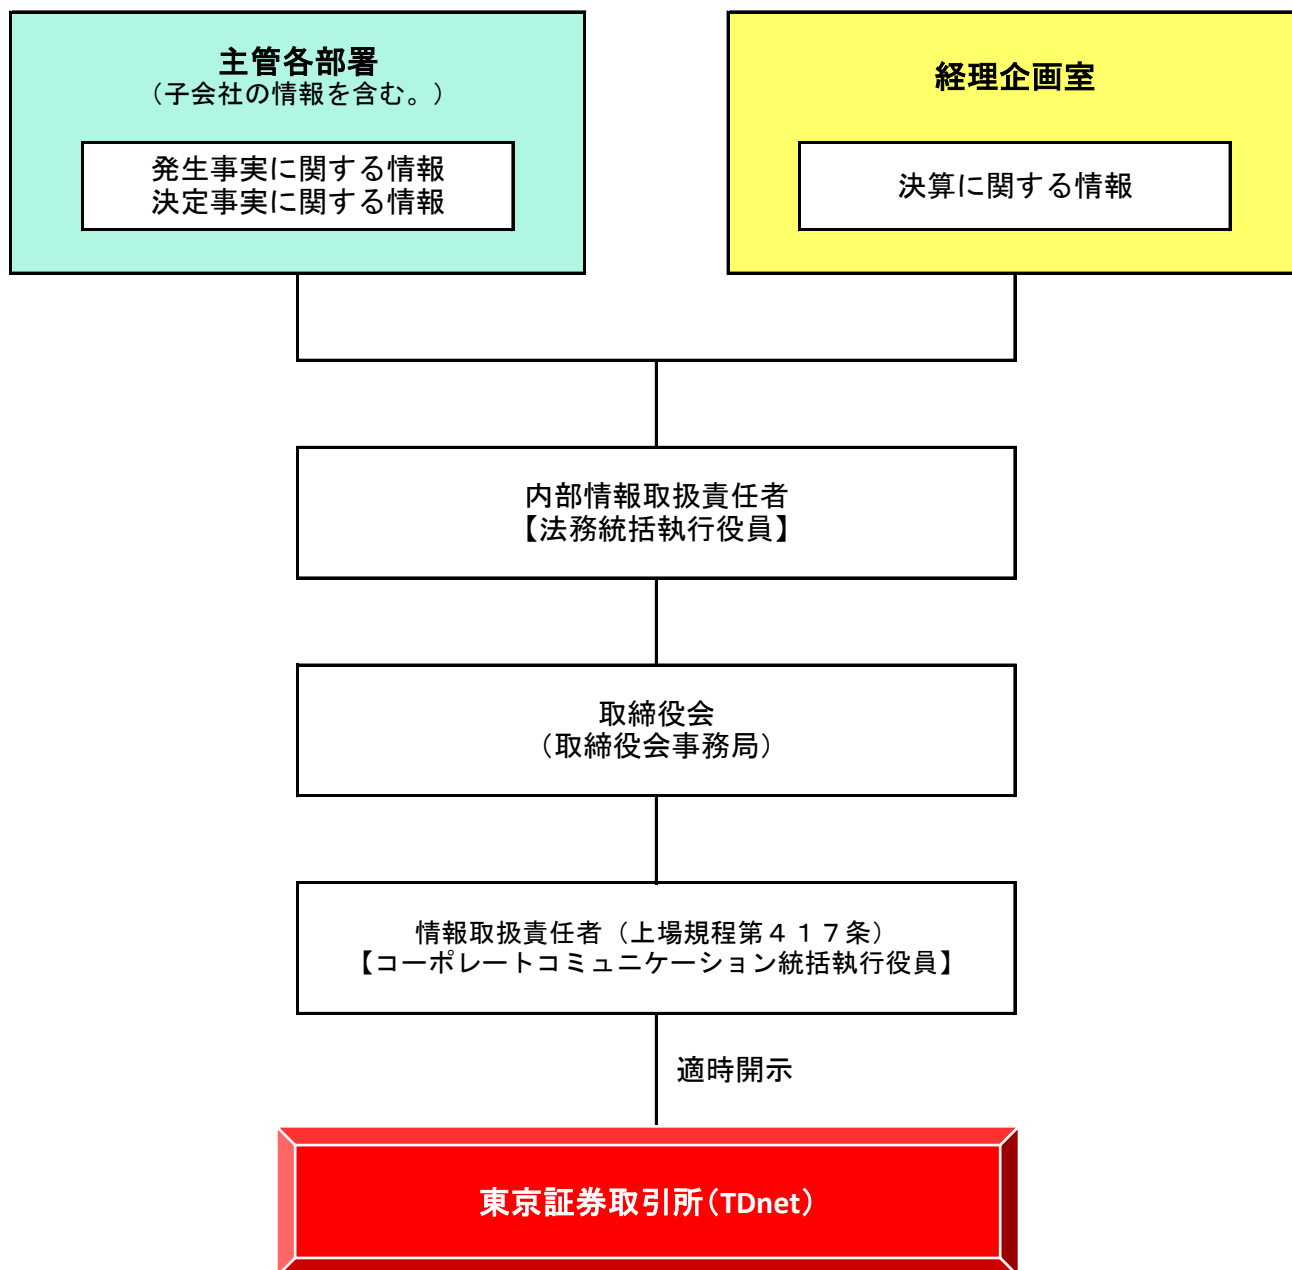 主管各部署
（子会社の情報を含む。）
発生事実に関する情報
決定事実に関する情報
経理企画室
決算に関する情報
内部情報取扱責任者
【法務統括執行役員】
取締役会
（取締役会事務局）
情報取扱責任者（上場規程第４１７条）
【コーポレートコミュニケーション統括執行役員】
適時開示
東京証券取引所（TDnet）